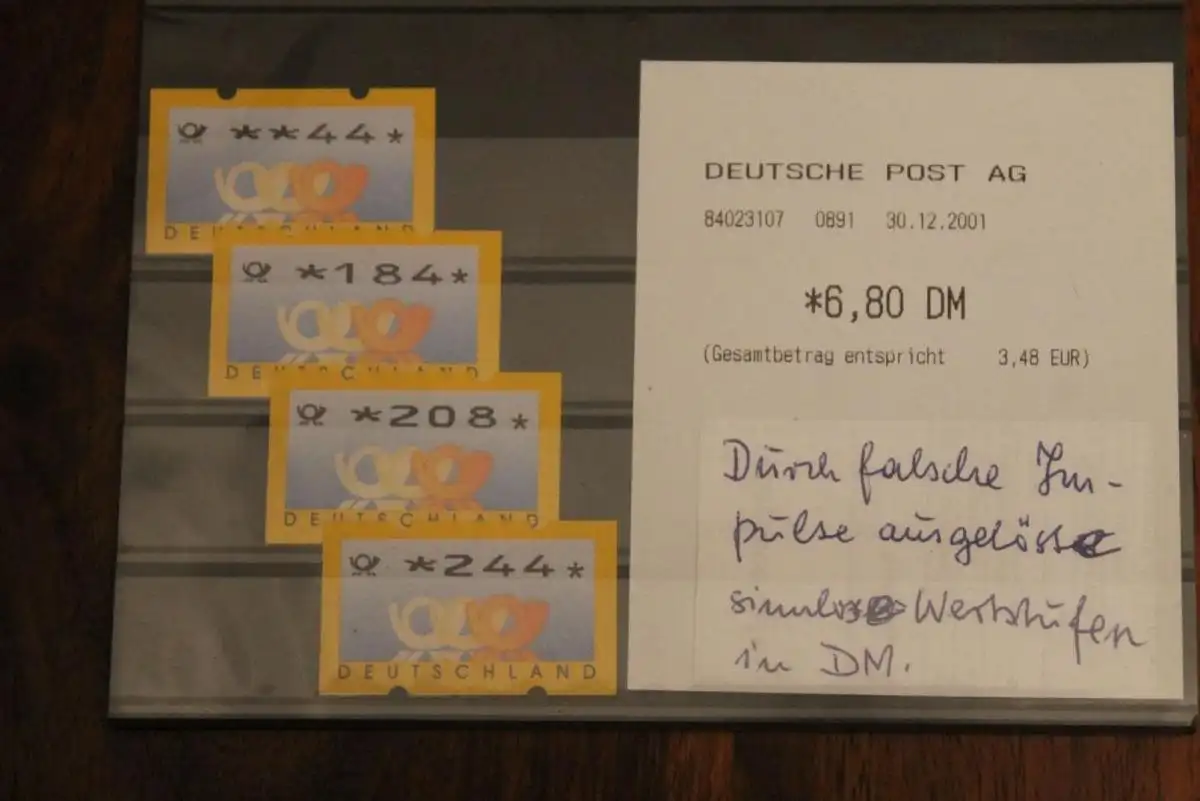 **44*
DEUTSCHLAND
*184*
DEUTSCHLAND
*208*
DEUTSCHLAND
*244*
DEUTSCHLAND
DEUTSCHE POST AG
84023107 0891 30.12.2001
*6,80 DM
(Gesamtbetrag entspricht 3,48 EUR)
Durch falsche Im-
pulse ausgelöste
sinnlose Wertstufen
in DM.